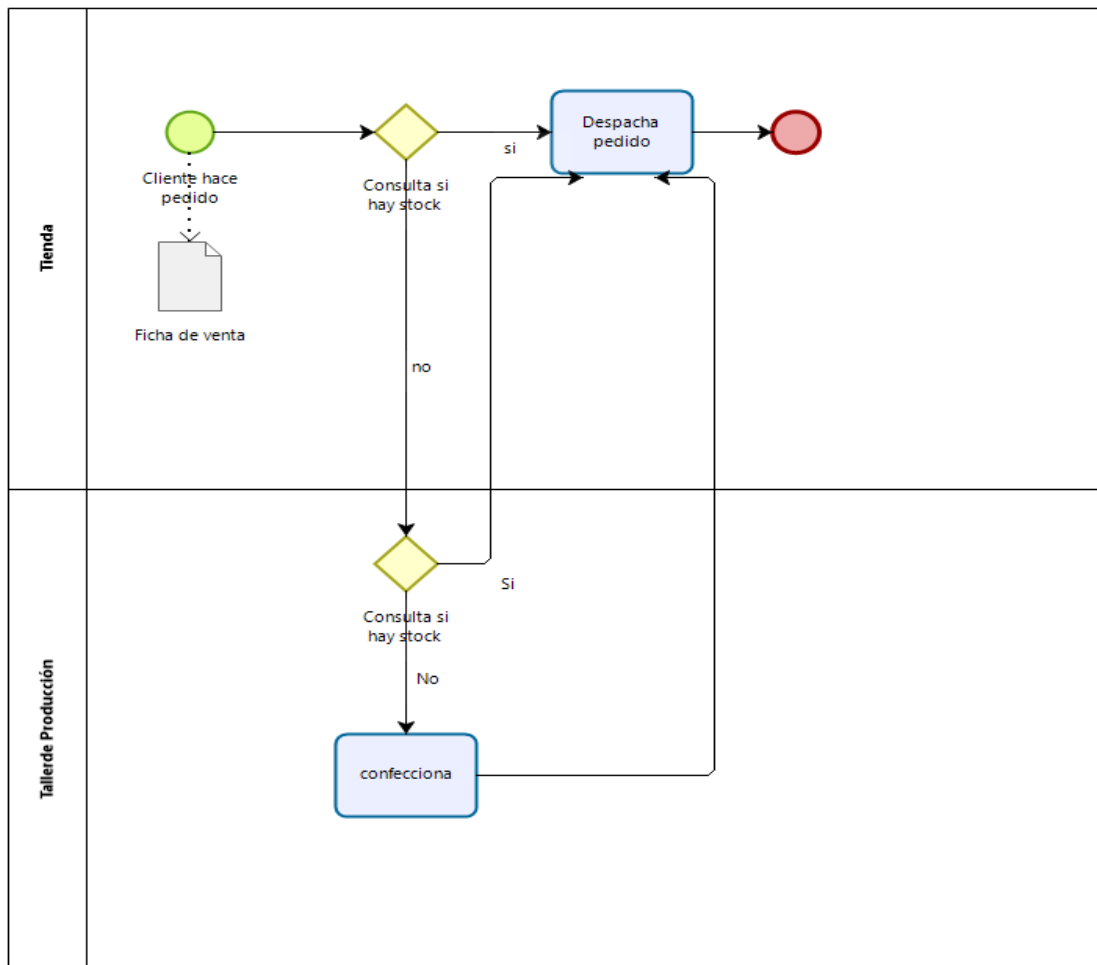 Tienda
Cliente hace
pedido
Ficha de venta
Consulta si
hay stock
si
Despacha
pedido
no
Tallerde Producción
Consulta si
hay stock
Si
No
confecciona